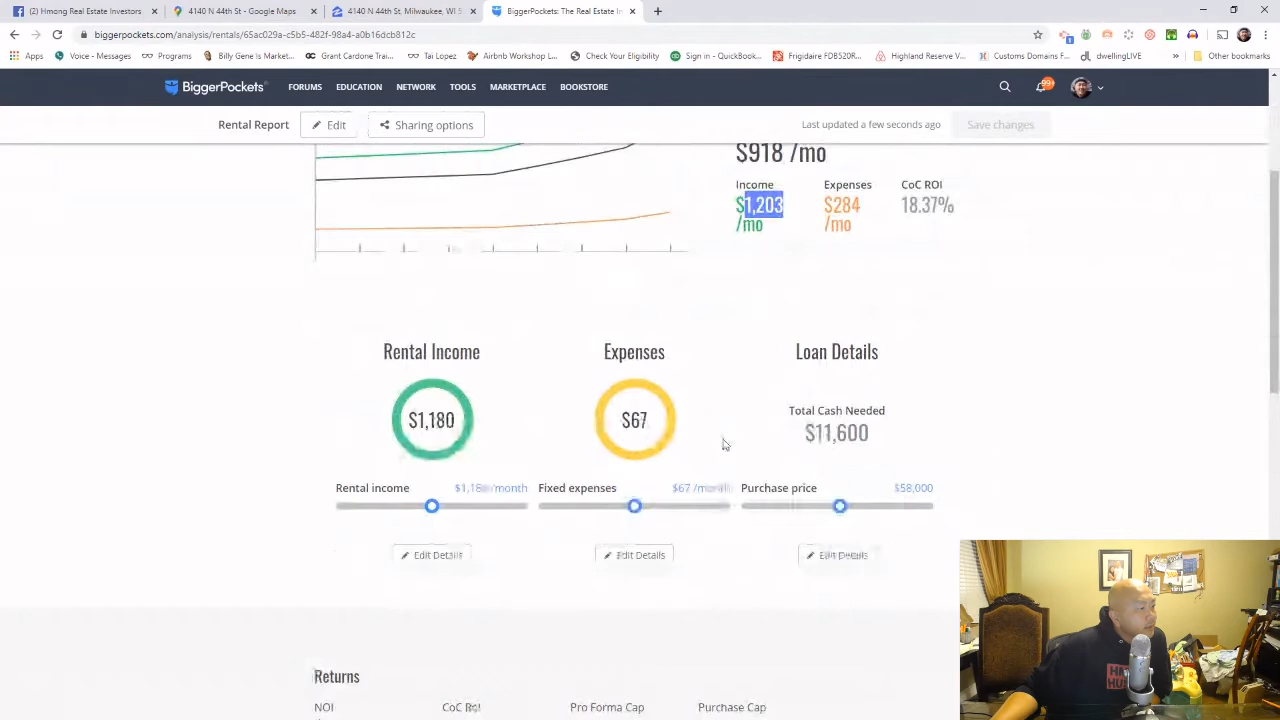 (2) Hmong Real Estate Investors
4140 N 44th St - Google Maps
4140 N 44th St, Milwaukee, WI 5
BiggerPockets: The Real Estate In
biggerpockets.com/analysis/rentals/65ac029a-c5b5-482f-98a4-a0b16dcb812c
Apps
Voice - Messages
Programs
Billy Gene Is Market...
Grant Cardone Trai...
Tai Lopez
Airbnb Workshop L...
Check Your Eligibility
Sign in - QuickBook...
Frigidaire FDB520R...
Highland Reserve V...
Customs Domains F...
dwellingLIVE
»
Other bookmarks
BiggerPockets
FORUMS
EDUCATION
NETWORK
TOOLS
MARKETPLACE
BOOKSTORE
99+
Rental Report
Edit
Sharing options
Last updated a few seconds ago
Save changes
$918 /mo
Income
Expenses
CoC ROI
$1,203
$284
18.37%
/mo
/mo
Rental Income
Expenses
Loan Details
$1,180
$67
Total Cash Needed
$11,600
Rental income
$1,180 /month
Fixed expenses
$67 /month
Purchase price
$58,000
Edit Details
Edit Details
Edit Details
Returns
NOI
CoC ROI
Pro Forma Cap
Purchase Cap